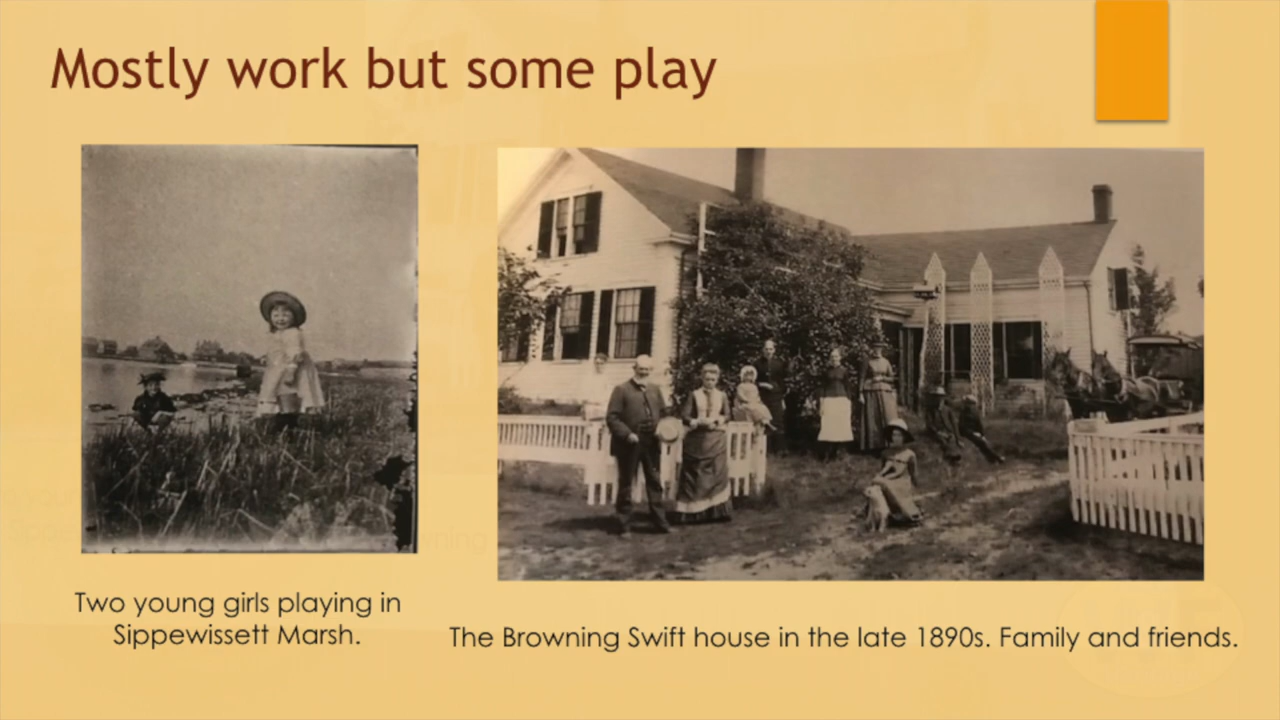 Mostly work but some play
Two young girls playing in
Sippewissett Marsh.
The Browning Swift house in the late 1890s. Family and friends.